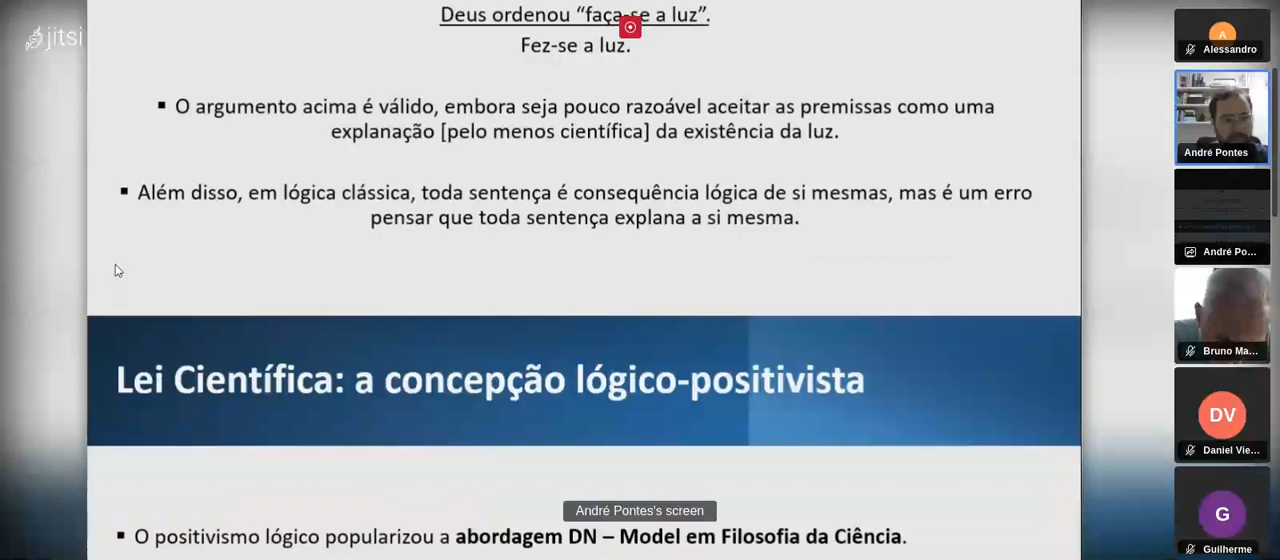 Deus ordenou “faça-se a luz”.
jitsi
Fez-se a luz.
▪ O argumento acima é válido, embora seja pouco razoável aceitar as premissas como uma
explanação [pelo menos científica] da existência da luz.
▪ Além disso, em lógica clássica, toda sentença é consequência lógica de si mesmas, mas é um erro
pensar que toda sentença explana a si mesma.
Lei Científica: a concepção lógico-positivista
André Pontes's screen
▪ O positivismo lógico popularizou a abordagem DN – Model em Filosofia da Ciência.
A
Alessandro
André Pontes
André Po...
Bruno Ma...
DV
Daniel Vie...
G
Guilherme